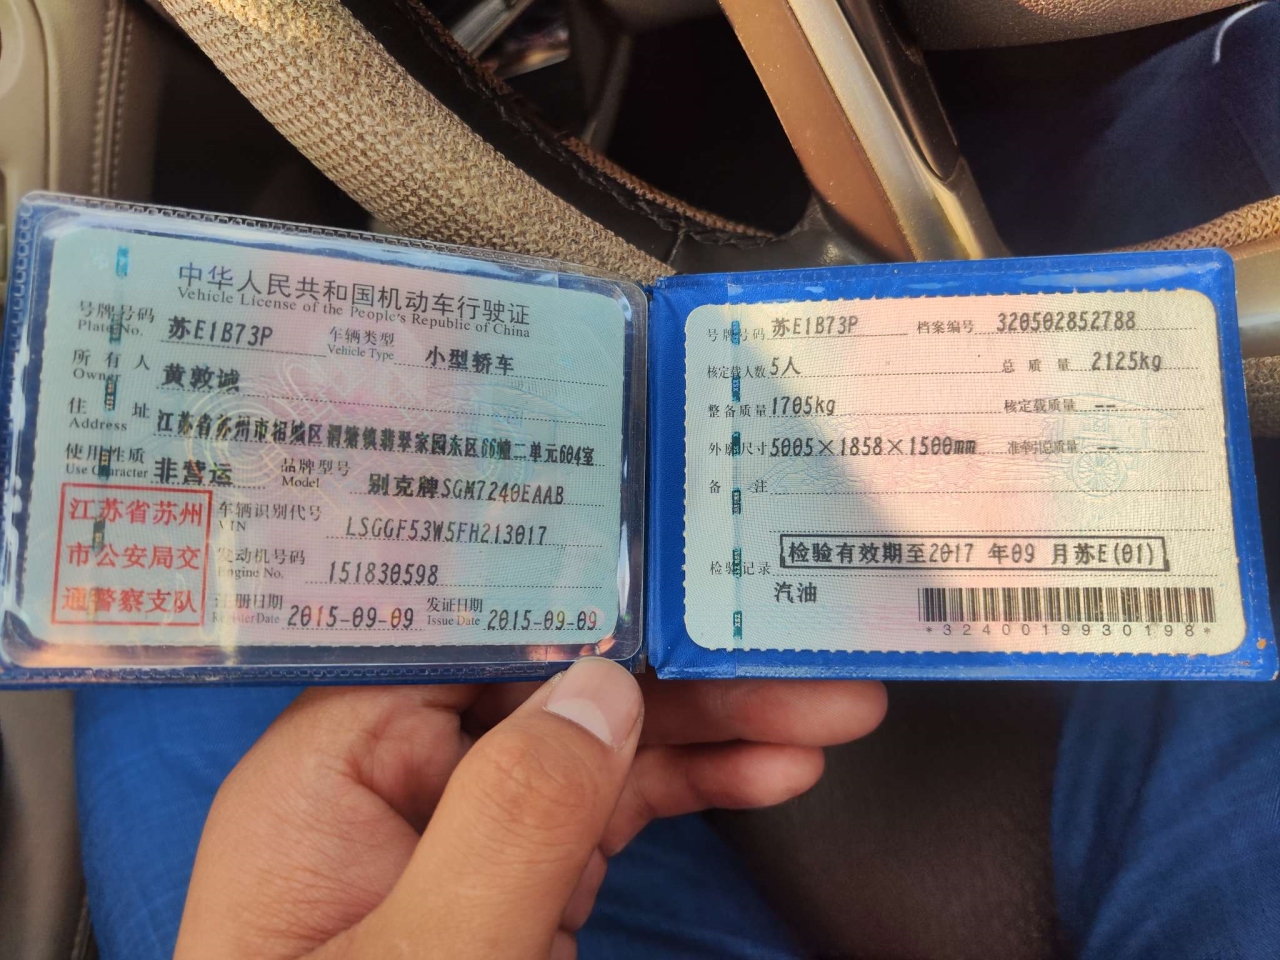 中华人民共和国机动车行驶证
Vehicle License of the People's Republic of China
号牌号码 苏E1B73P 车辆类型 小型轿车
Plate No. Vehicle Type
所有人 黄敦诚
Owner
住址 江苏省苏州市相城区渭塘镇翡翠家园东区66幢二单元604室
Address
使用性质 非营运 品牌型号 别克牌SGM7240EAAB
Use Character Model
江苏省苏州
市公安局交
通警察支队
车辆识别代号 LSGGF53W5FH213017
VIN
发动机号码 151830598
Engine No.
注册日期 2015-09-09 发证日期 2015-09-09
Register Date Issue Date
号牌号码 苏E1B73P 档案编号 320502852788
核定载人数 5人 总质量 2125kg
整备质量 1705kg 核定载质量 --
外廓尺寸 5005×1858×1500mm 准牵引总质量 --
备注
检验记录 检验有效期至2017 年09 月苏E(01)
汽油
*3240019930198*